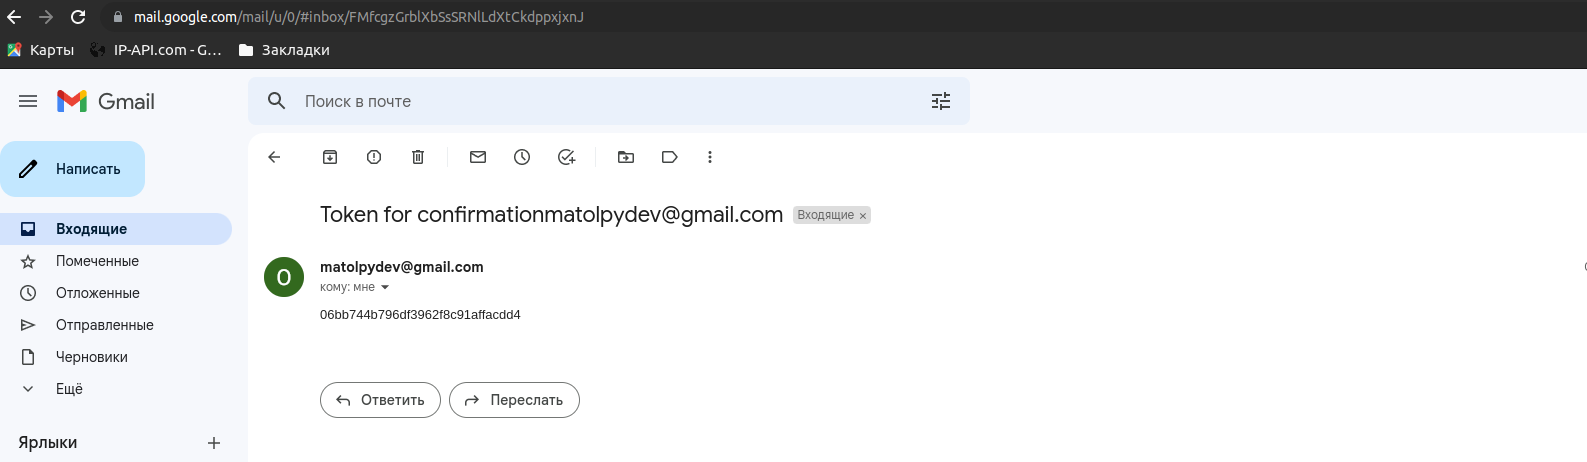 mail.google.com/mail/u/0/#inbox/FMfcgzGrblXbSsSRNlLdXtCkdppxjxnJ
Карты IP-API.com - G… Закладки
Gmail
Поиск в почте
Написать
Входящие
Помеченные
Отложенные
Отправленные
Черновики
Ещё
Ярлыки
Token for confirmationmatolpydev@gmail.com Входящие ×
O
matolpydev@gmail.com
кому: мне
06bb744b796df3962f8c91affacdd4
Ответить Переслать